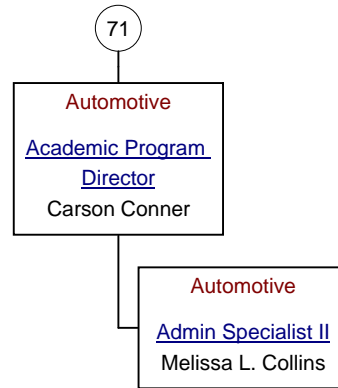 71
Automotive
Academic Program
Director
Carson Conner
Automotive
Admin Specialist II
Melissa L. Collins